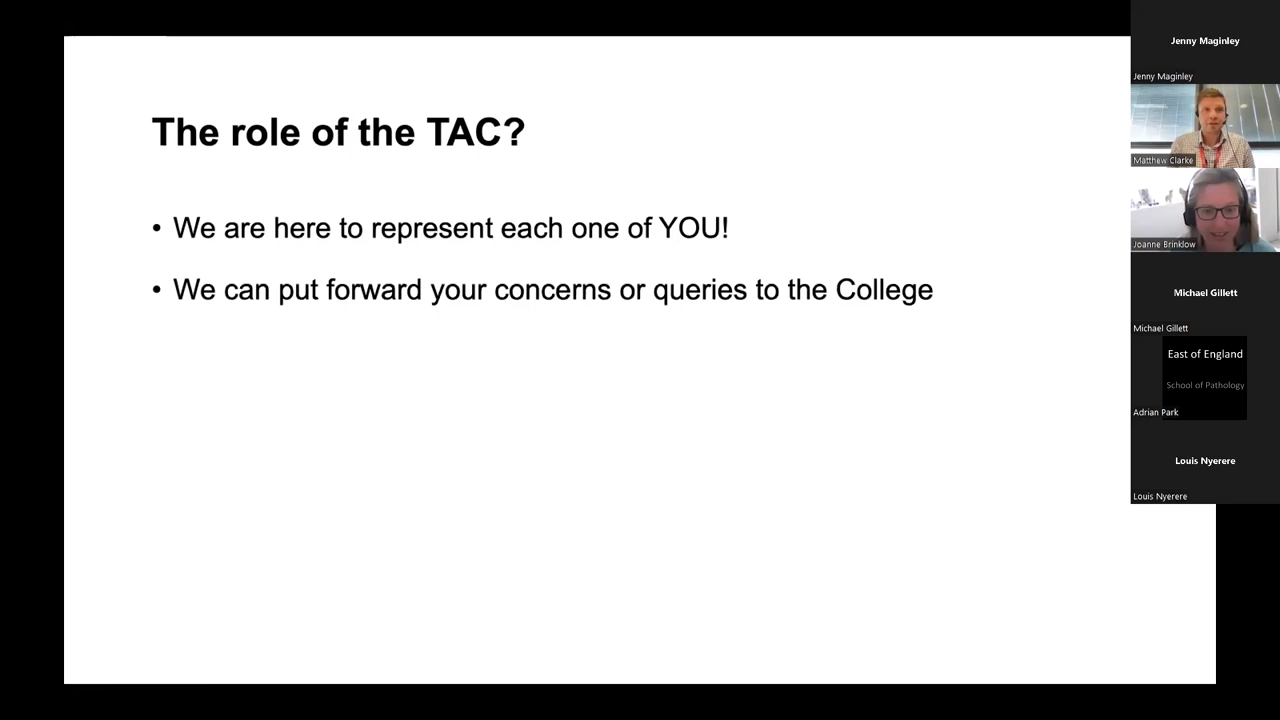 The role of the TAC?
• We are here to represent each one of YOU!
• We can put forward your concerns or queries to the College
Jenny Maginley
Jenny Maginley
Matthew Clarke
Joanne Brinklow
Michael Gillett
Michael Gillett
East of England
School of Pathology
Adrian Park
Louis Nyerere
Louis Nyerere